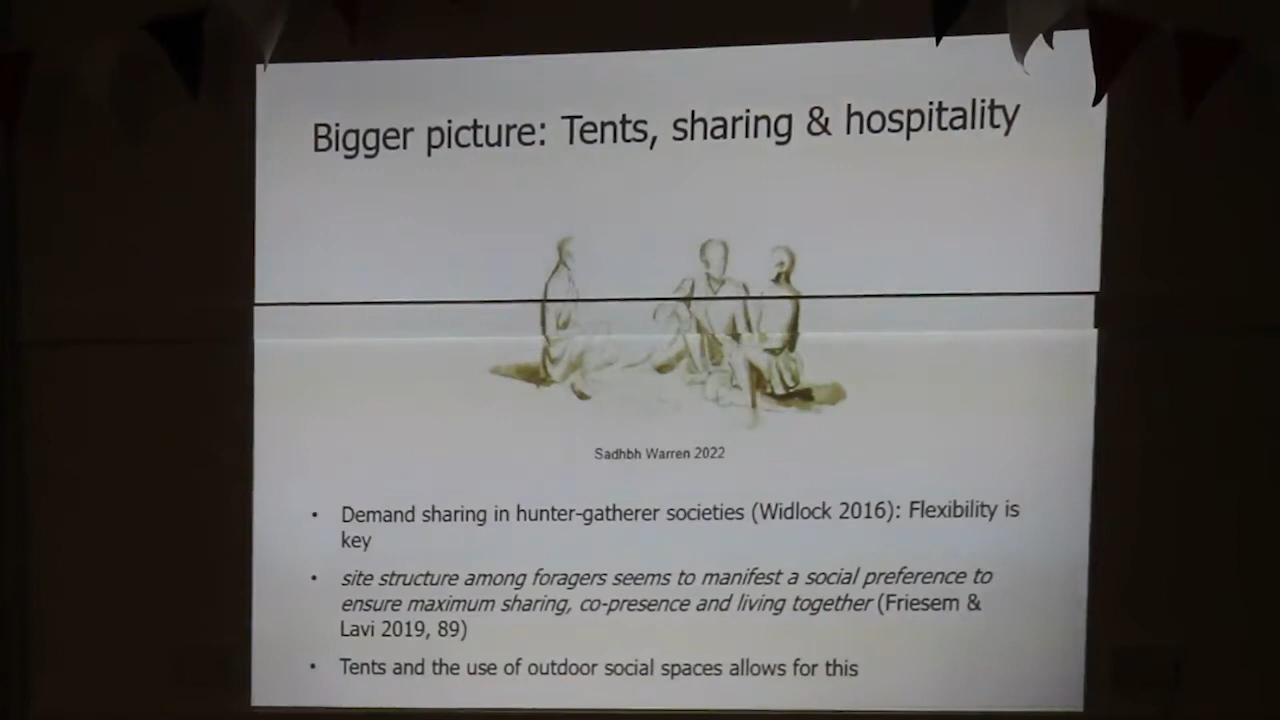 Bigger picture: Tents, sharing & hospitality
Sadhbh Warren 2022
• Demand sharing in hunter-gatherer societies (Widlock 2016): Flexibility is
key
• site structure among foragers seems to manifest a social preference to
ensure maximum sharing, co-presence and living together (Friesem &
Lavi 2019, 89)
• Tents and the use of outdoor social spaces allows for this